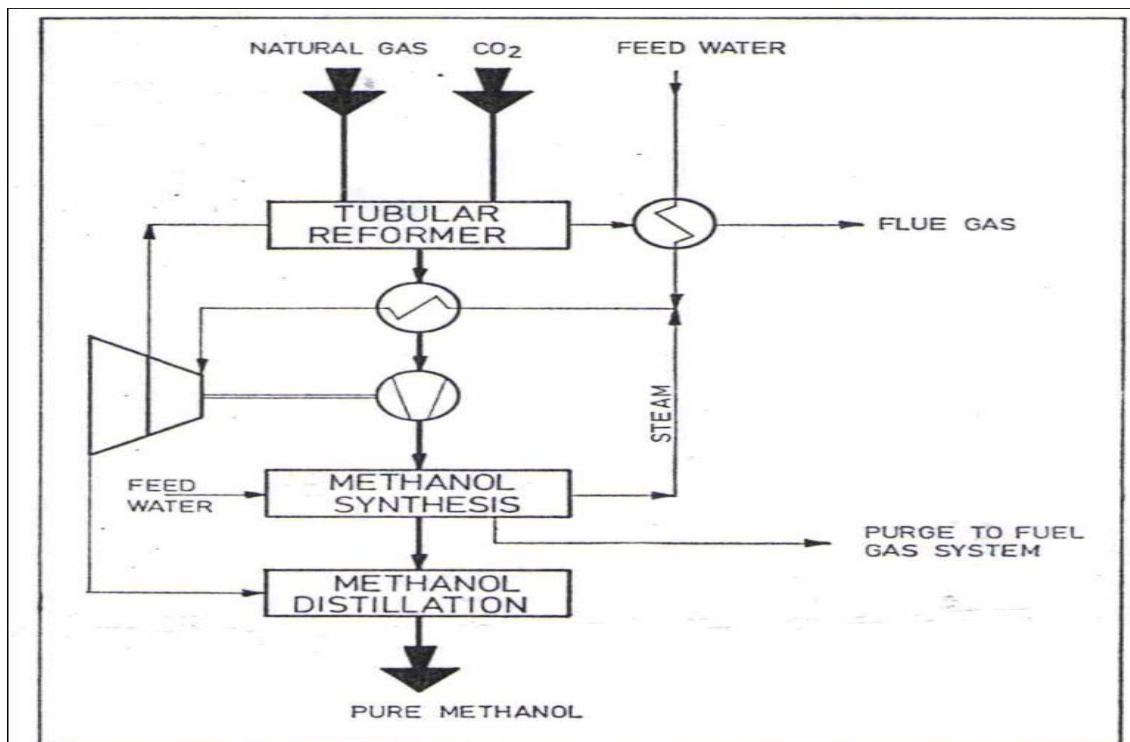 NATURAL GAS
CO₂
FEED WATER
TUBULAR
REFORMER
FLUE GAS
STEAM
METHANOL
SYNTHESIS
FEED
WATER
PURGE TO FUEL
GAS SYSTEM
METHANOL
DISTILLATION
PURE METHANOL